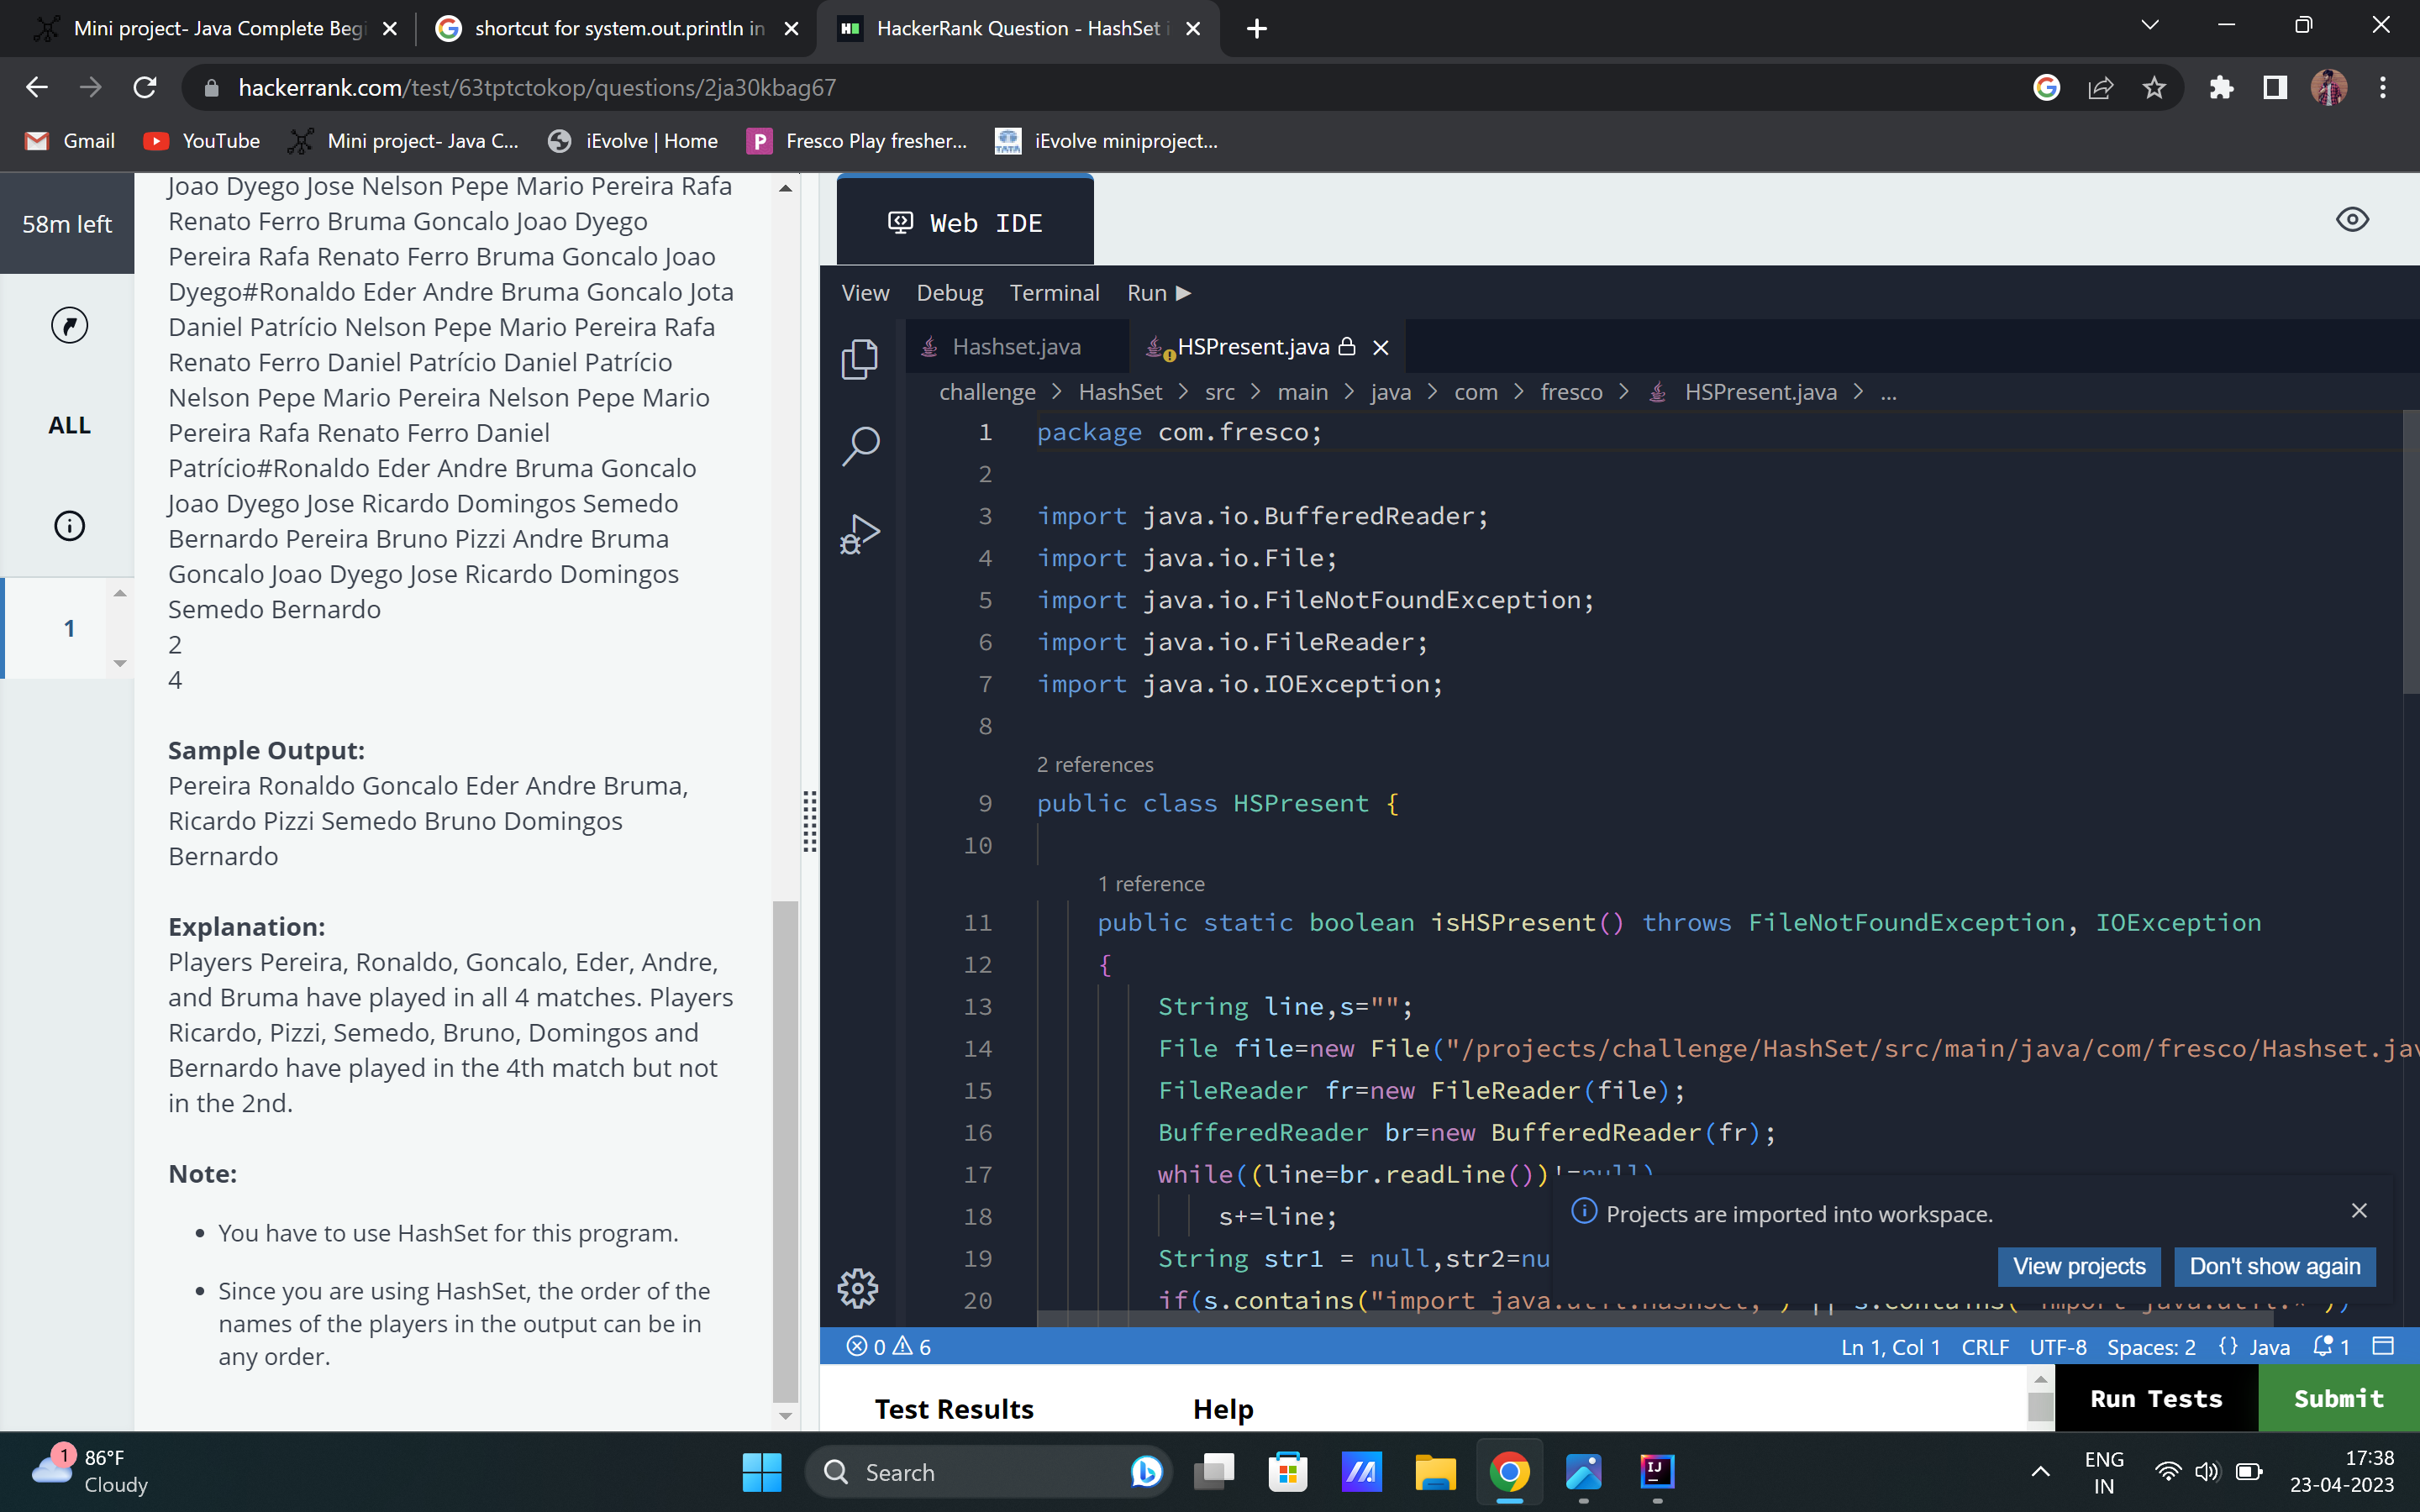 Mini project- Java Complete Begi
shortcut for system.out.println in
HackerRank Question - HashSet i
hackerrank.com/test/63tptctokop/questions/2ja30kbag67
Gmail
YouTube
Mini project- Java C...
iEvolve | Home
Fresco Play fresher...
iEvolve miniproject...
58m left
ALL
1
Joao Dyego Jose Nelson Pepe Mario Pereira Rafa
Renato Ferro Bruma Goncalo Joao Dyego
Pereira Rafa Renato Ferro Bruma Goncalo Joao
Dyego#Ronaldo Eder Andre Bruma Goncalo Jota
Daniel Patrício Nelson Pepe Mario Pereira Rafa
Renato Ferro Daniel Patrício Daniel Patrício
Nelson Pepe Mario Pereira Nelson Pepe Mario
Pereira Rafa Renato Ferro Daniel
Patrício#Ronaldo Eder Andre Bruma Goncalo
Joao Dyego Jose Ricardo Domingos Semedo
Bernardo Pereira Bruno Pizzi Andre Bruma
Goncalo Joao Dyego Jose Ricardo Domingos
Semedo Bernardo
2
4
Sample Output:
Pereira Ronaldo Goncalo Eder Andre Bruma,
Ricardo Pizzi Semedo Bruno Domingos
Bernardo
Explanation:
Players Pereira, Ronaldo, Goncalo, Eder, Andre,
and Bruma have played in all 4 matches. Players
Ricardo, Pizzi, Semedo, Bruno, Domingos and
Bernardo have played in the 4th match but not
in the 2nd.
Note:
• You have to use HashSet for this program.
• Since you are using HashSet, the order of the
names of the players in the output can be in
any order.
Web IDE
View Debug Terminal Run
Hashset.java
HSPresent.java
challenge > HashSet > src > main > java > com > fresco > HSPresent.java > ...
1 package com.fresco;
2
3 import java.io.BufferedReader;
4 import java.io.File;
5 import java.io.FileNotFoundException;
6 import java.io.FileReader;
7 import java.io.IOException;
8
2 references
9 public class HSPresent {
10
1 reference
11 public static boolean isHSPresent() throws FileNotFoundException, IOException
12 {
13 String line,s="";
14 File file=new File("/projects/challenge/HashSet/src/main/java/com/fresco/Hashset.jav
15 FileReader fr=new FileReader(file);
16 BufferedReader br=new BufferedReader(fr);
17 while((line=br.readLine())!=null)
18 s+=line;
19 String str1 = null,str2=nu
20 if(s.contains("import java.util.HashSet;") || s.contains("import java.util.*"))
Projects are imported into workspace.
View projects
Don't show again
0 6
Ln 1, Col 1 CRLF UTF-8 Spaces: 2 {} Java 1
Test Results
Help
Run Tests
Submit
1
86°F
Cloudy
Search
ENG
IN
17:38
23-04-2023